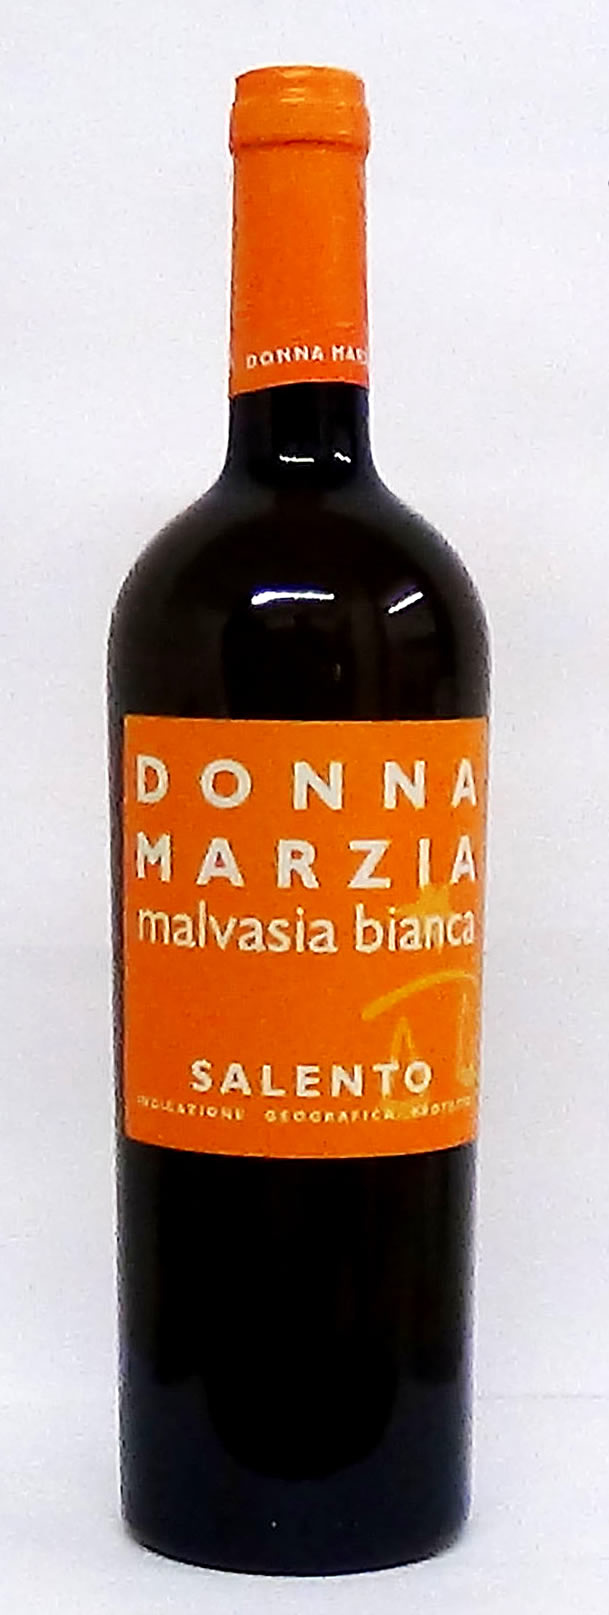 DONNA
DONNA
MARZIA
malvasia bianca
SALENTO
INDICAZIONE GEOGRAFICA